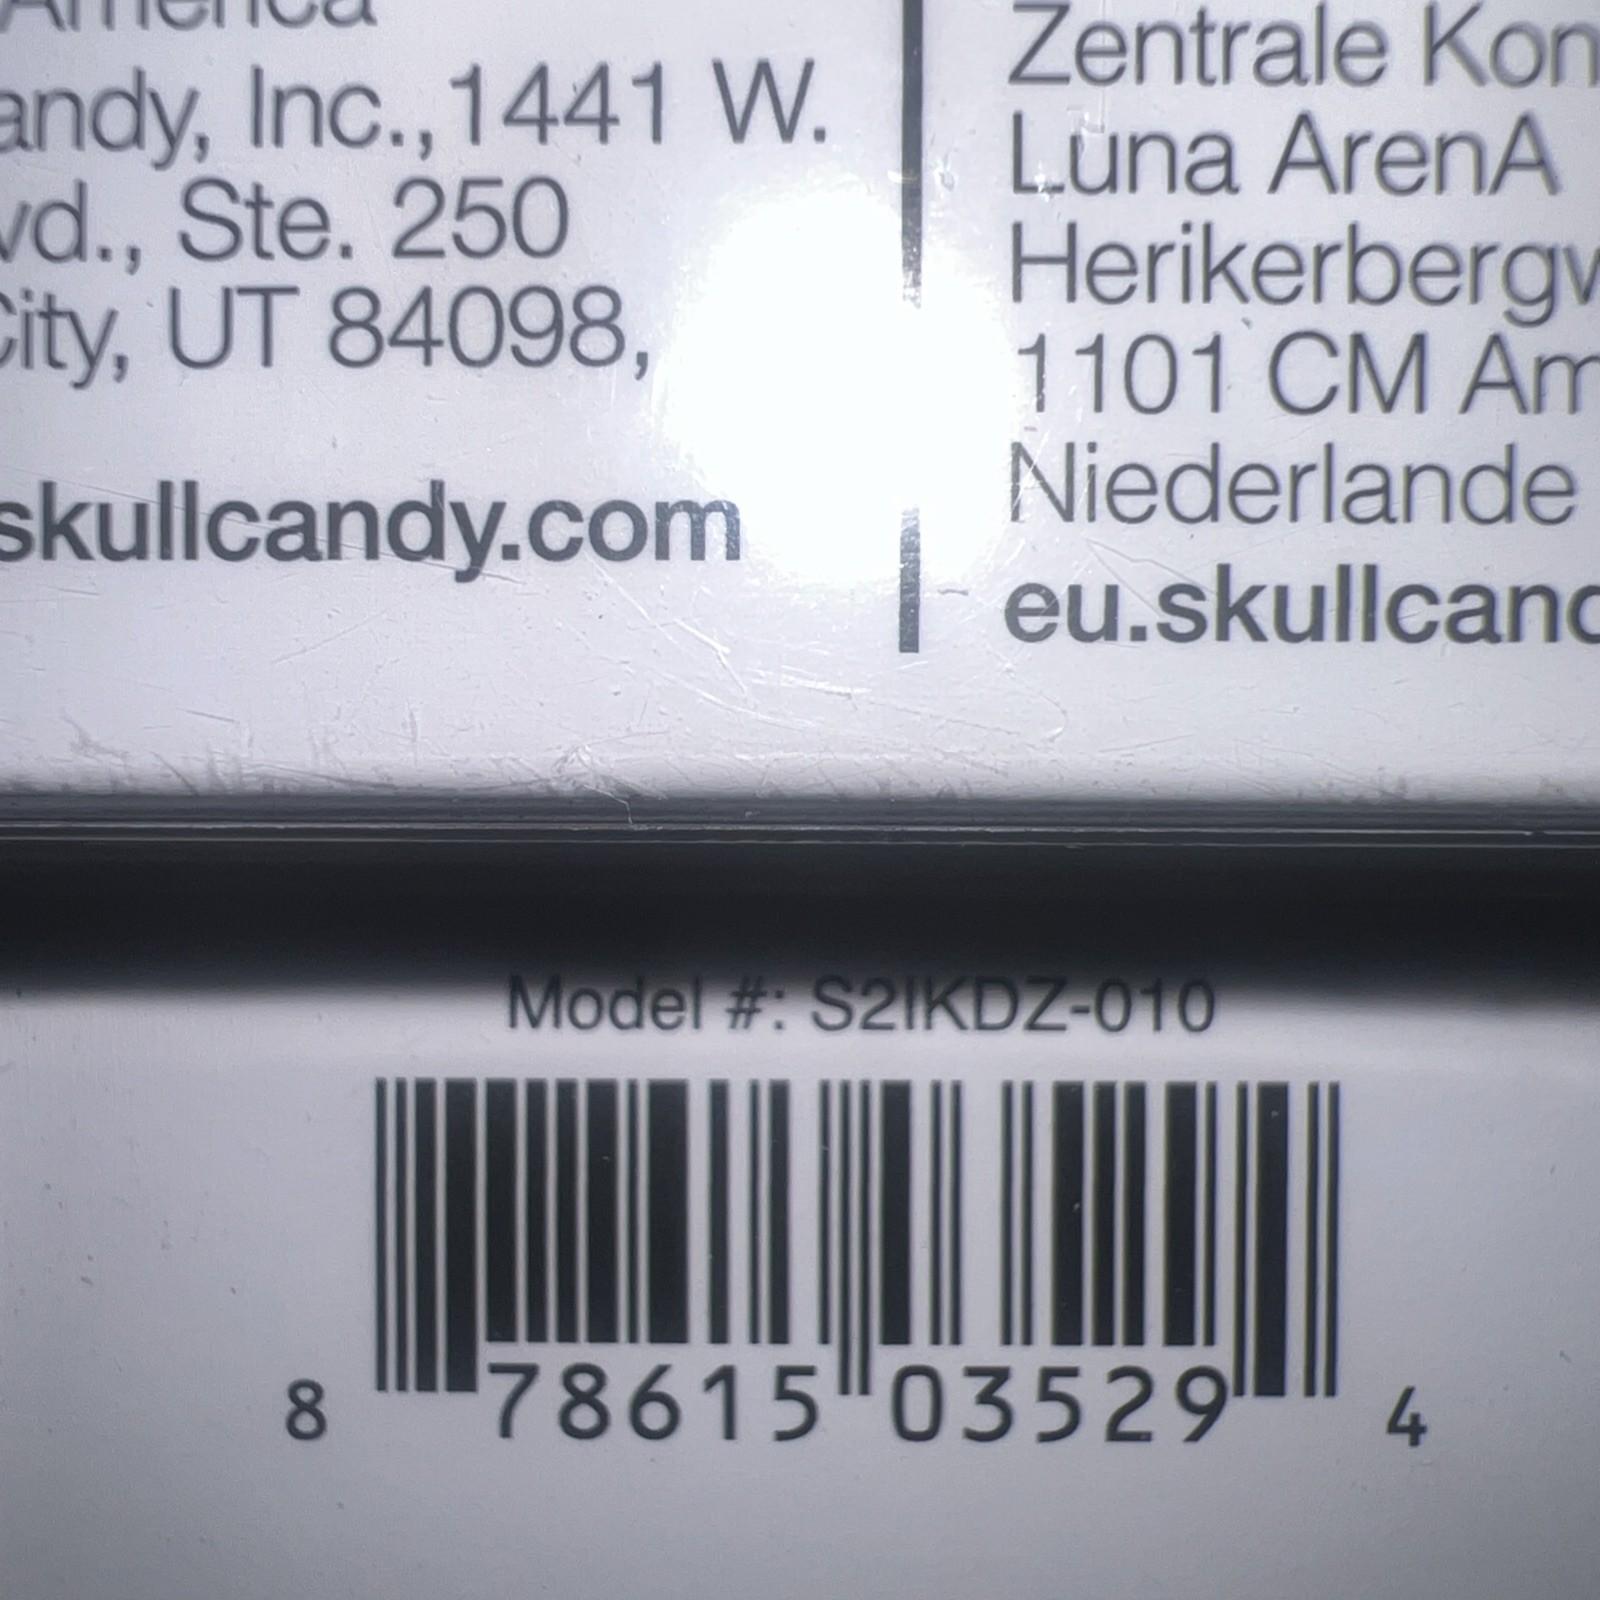 America
andy, Inc., 1441 W.
vd., Ste. 250
City, UT 84098,
skullcandy.com
Zentrale Kon
Luna ArenA
Herikerbergw
1101 CM Am
Niederlande
eu.skullcand
Model #: S2IKDZ-010
8 78615 03529 4